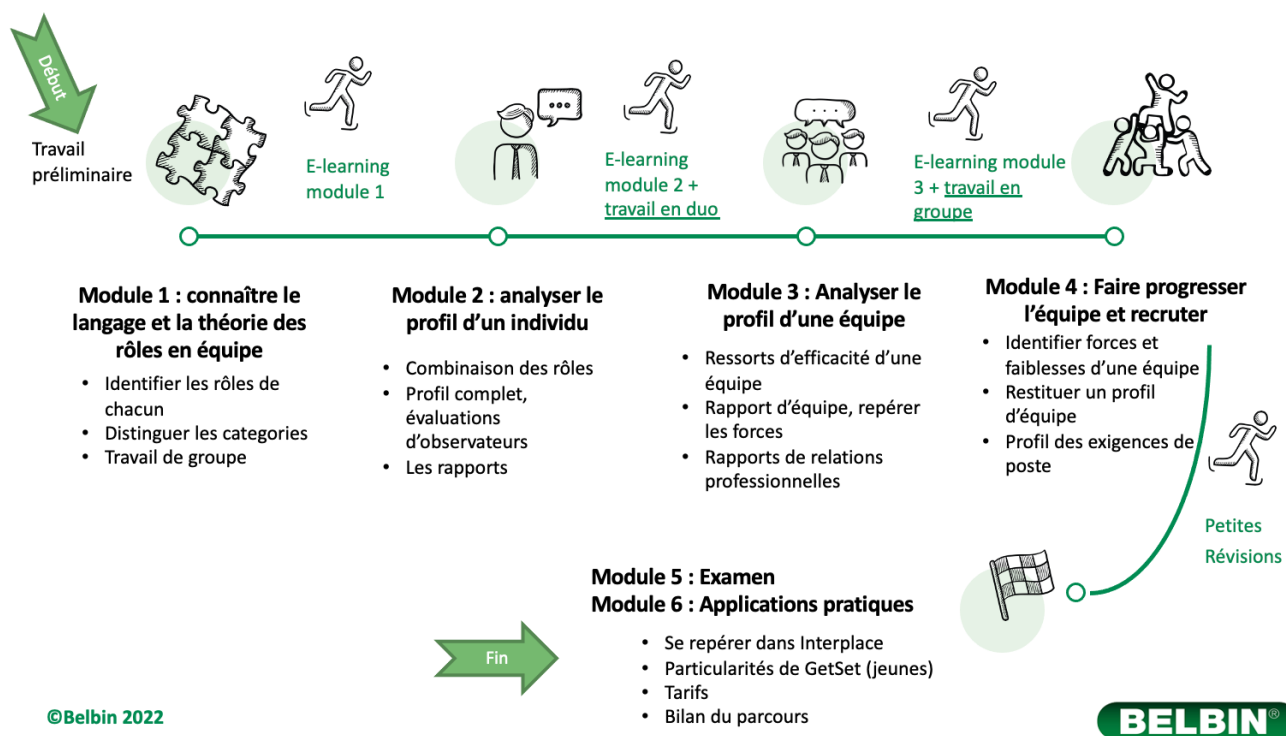 Début
Travail
préliminaire
E-learning
module 1
E-learning
module 2 +
travail en duo
E-learning module
3 + travail en
groupe
Module 1 : connaître le
langage et la théorie des
rôles en équipe
• Identifier les rôles de
chacun
• Distinguer les categories
• Travail de groupe
Module 2 : analyser le
profil d’un individu
• Combinaison des rôles
• Profil complet,
évaluations
d’observateurs
• Les rapports
Module 3 : Analyser le
profil d’une équipe
• Ressorts d’efficacité d’une
équipe
• Rapport d’équipe, repérer
les forces
• Rapports de relations
professionnelles
Module 4 : Faire progresser
l’équipe et recruter
• Identifier forces et
faiblesses d’une équipe
• Restituer un profil
d’équipe
• Profil des exigences de
poste
Petites
Révisions
Module 5 : Examen
Module 6 : Applications pratiques
Fin
• Se repérer dans Interplace
• Particularités de GetSet (jeunes)
• Tarifs
• Bilan du parcours
©Belbin 2022
BELBIN®